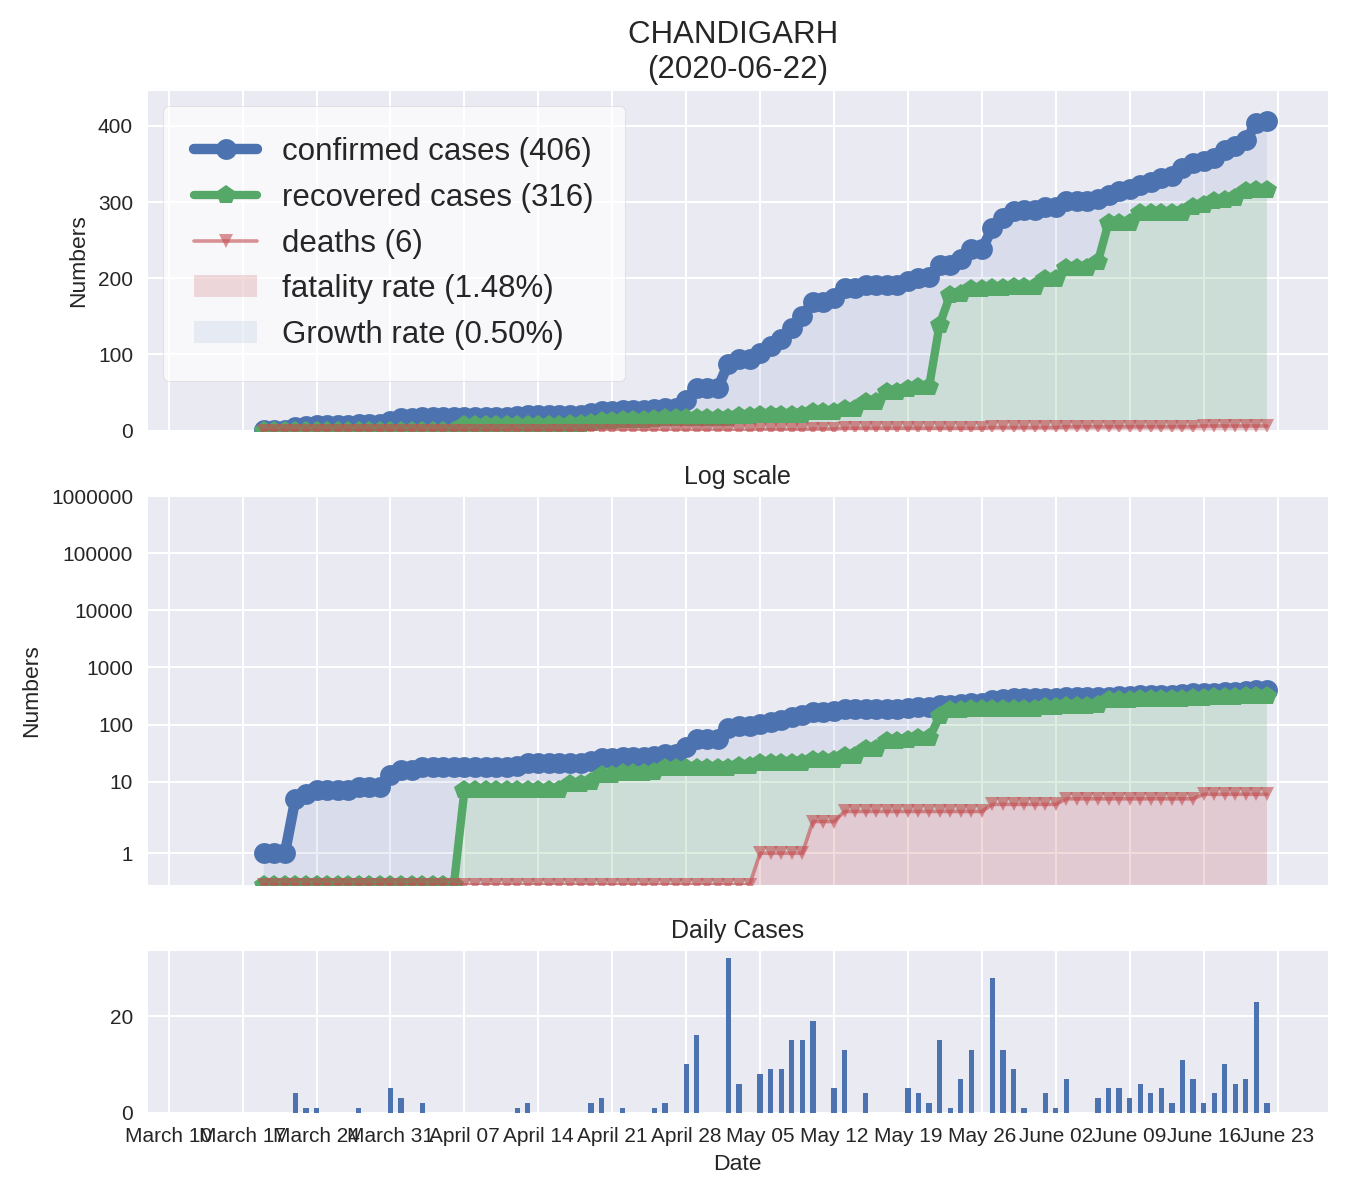 CHANDIGARH
(2020-06-22)
400
300
200
100
0
Numbers
confirmed cases (406)
recovered cases (316)
deaths (6)
fatality rate (1.48%)
Growth rate (0.50%)
Log scale
1000000
100000
10000
1000
100
10
1
Numbers
Daily Cases
20
0
March 10 March 17 March 24 March 31 April 07 April 14 April 21 April 28 May 05 May 12 May 19 May 26 June 02 June 09 June 16 June 23
Date